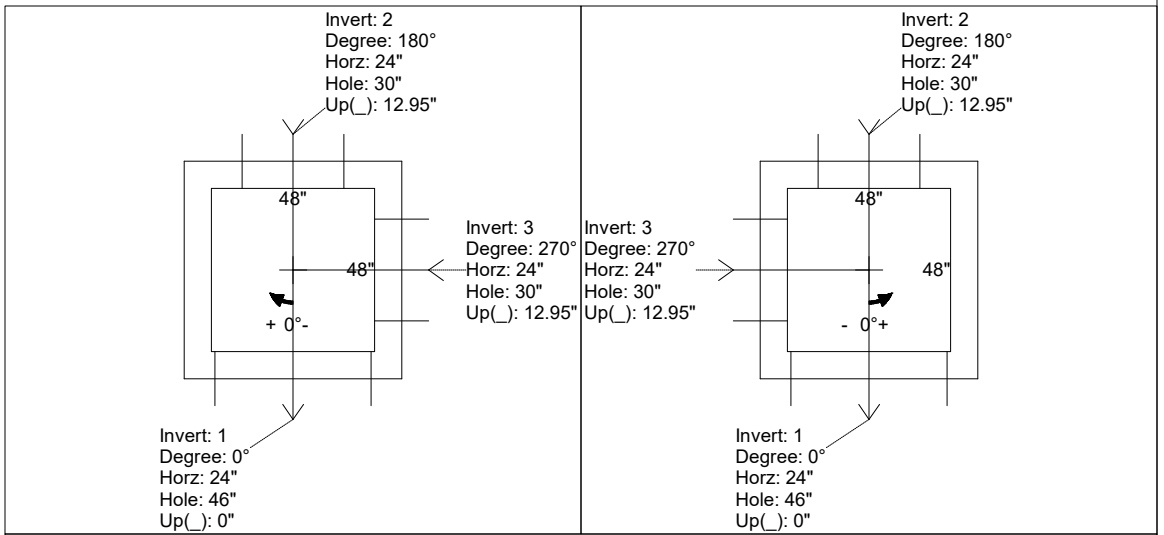 Invert: 2
Degree: 180°
Horz: 24"
Hole: 30"
Up(_): 12.95"
48"
48"
Invert: 3
Degree: 270°
Horz: 24"
Hole: 30"
Up(_): 12.95"
+ 0°-
Invert: 1
Degree: 0°
Horz: 24"
Hole: 46"
Up(_): 0"
Invert: 2
Degree: 180°
Horz: 24"
Hole: 30"
Up(_): 12.95"
48"
Invert: 3
Degree: 270°
Horz: 24"
Hole: 30"
Up(_): 12.95"
48"
- 0°+
Invert: 1
Degree: 0°
Horz: 24"
Hole: 46"
Up(_): 0"